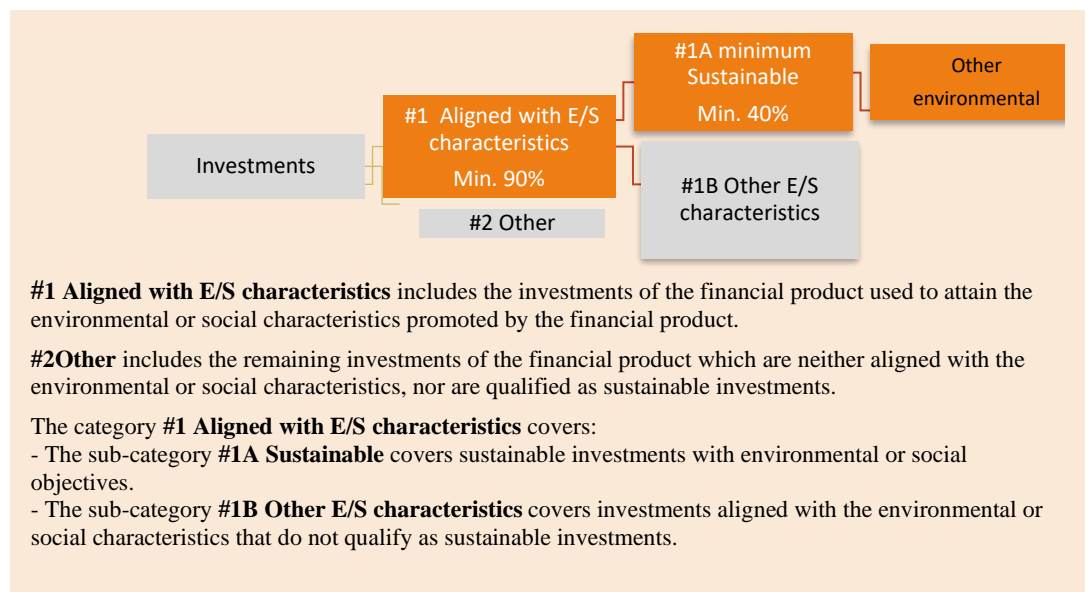 #1A minimum
Sustainable
Min. 40%
Other
environmental
#1 Aligned with E/S
characteristics
Min. 90%
Investments
#1B Other E/S
characteristics
#2 Other
#1 Aligned with E/S characteristics includes the investments of the financial product used to attain the
environmental or social characteristics promoted by the financial product.
#2Other includes the remaining investments of the financial product which are neither aligned with the
environmental or social characteristics, nor are qualified as sustainable investments.
The category #1 Aligned with E/S characteristics covers:
- The sub-category #1A Sustainable covers sustainable investments with environmental or social
objectives.
- The sub-category #1B Other E/S characteristics covers investments aligned with the environmental or
social characteristics that do not qualify as sustainable investments.